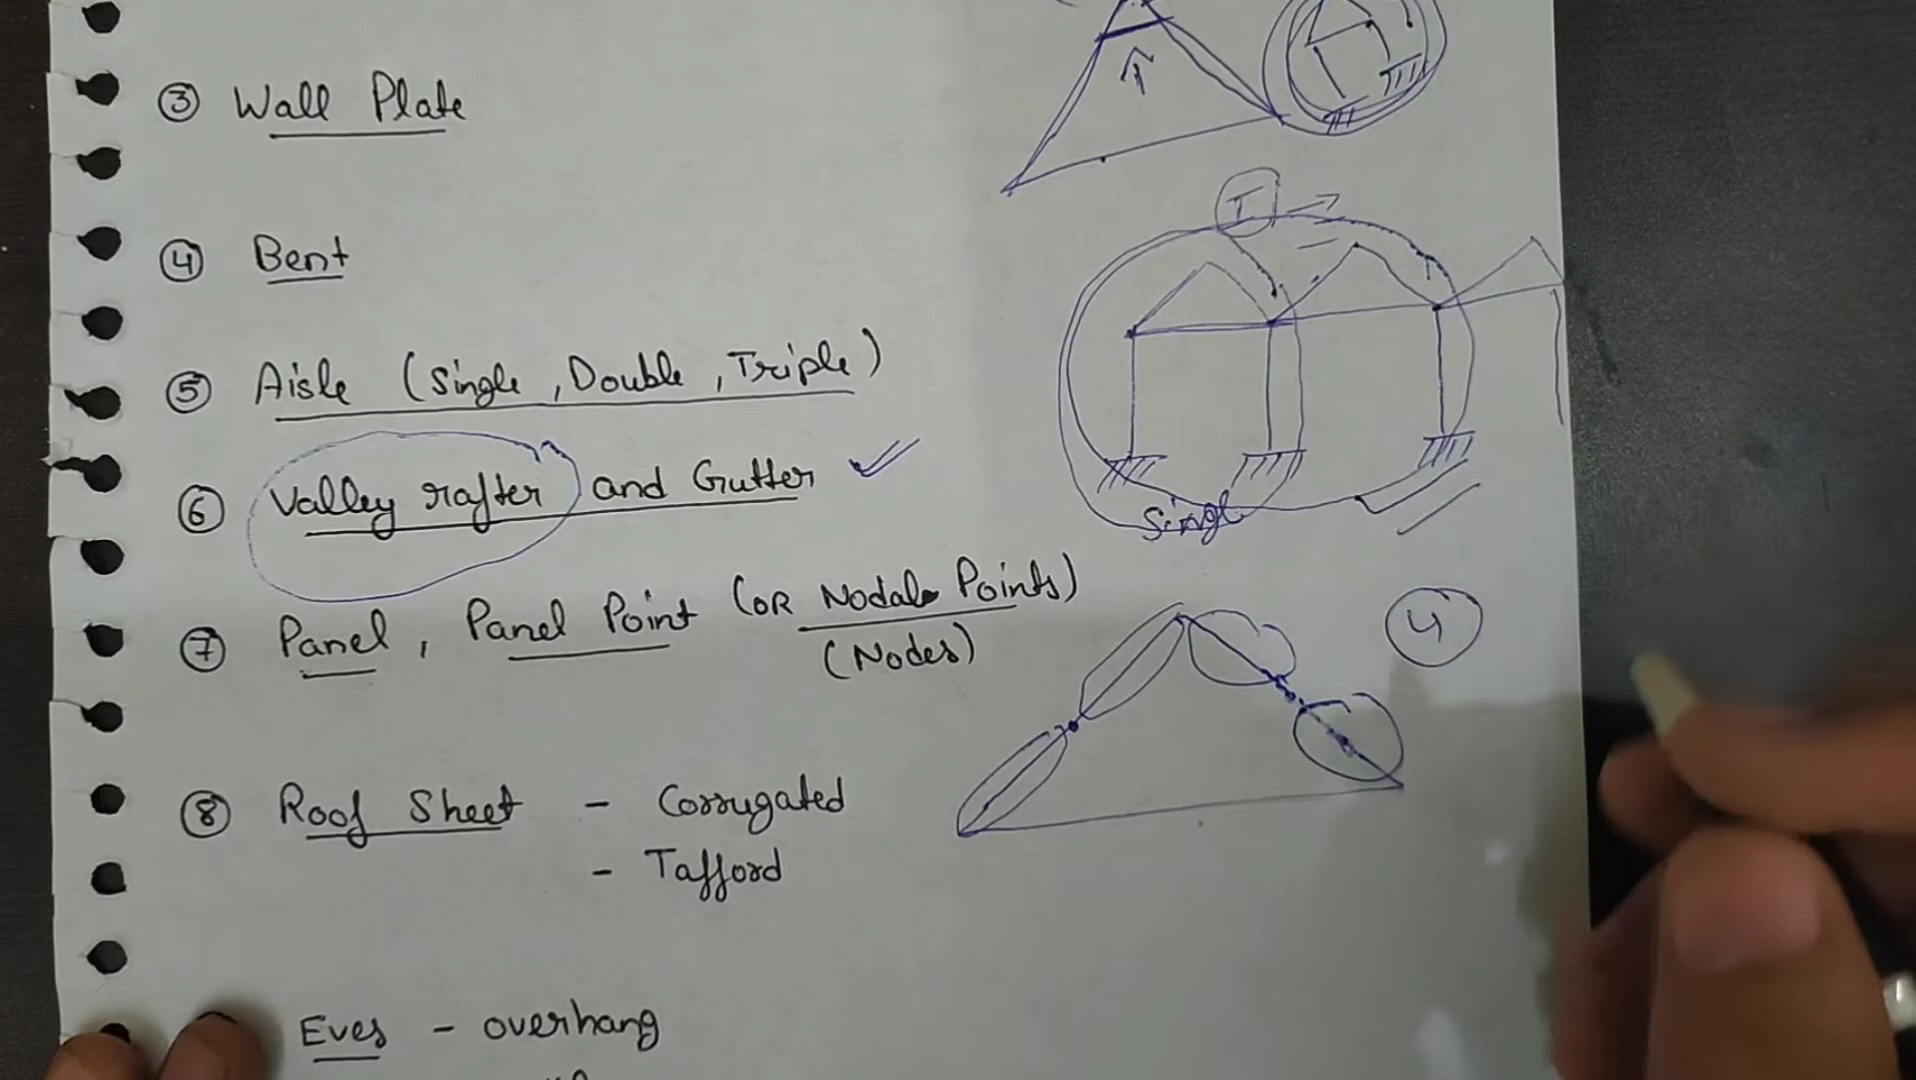 ③ Wall Plate
T
④ Bent
⑤ Aisle (Single, Double, Triple)
⑥ Valley rafter and Gutter
Singl
⑦ Panel, Panel Point (OR Nodal Points)
(Nodes)
4
⑧ Roof Sheet - Corrugated
- Tafford
Eves - overhang